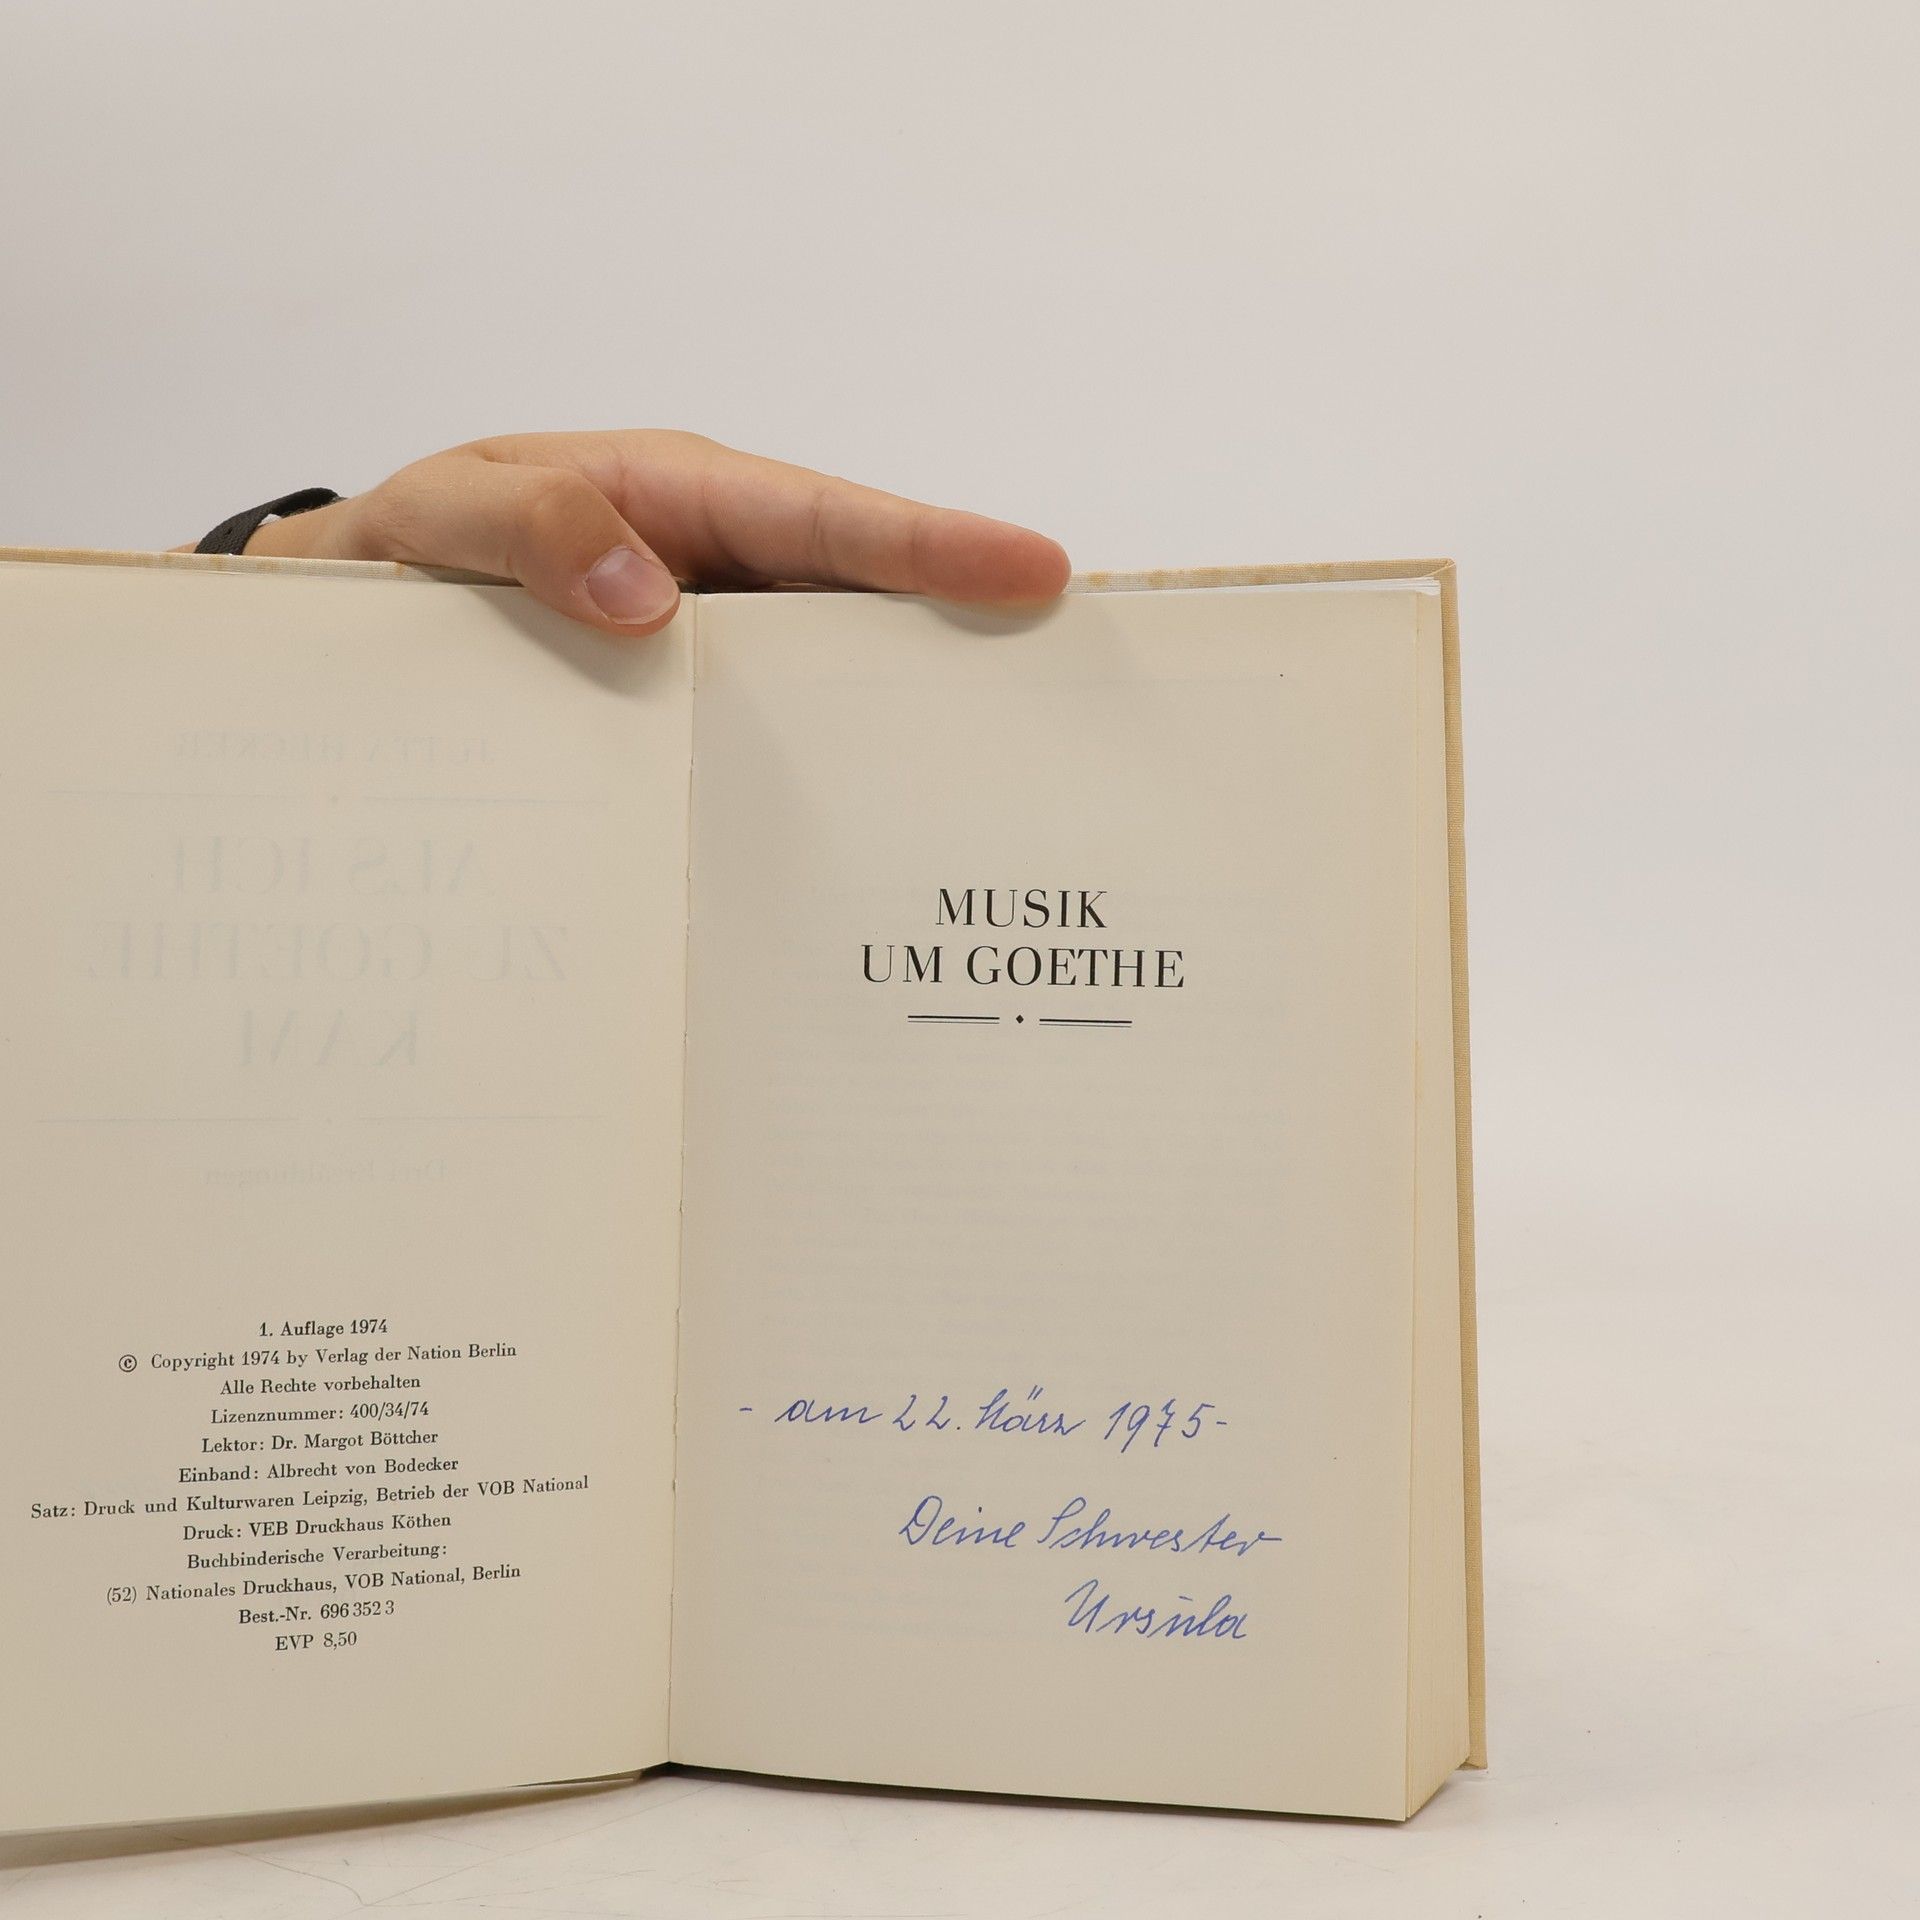 1. Auflage 1974
© Copyright 1974 by Verlag der Nation Berlin
Alle Rechte vorbehalten
Lizenznummer: 400/34/74
Lektor: Dr. Margot Böttcher
Einband: Albrecht von Bodecker
Satz: Druck und Kulturwaren Leipzig, Betrieb der VOB National
Druck: VEB Druckhaus Köthen
Buchbinderische Verarbeitung:
(52) Nationales Druckhaus, VOB National, Berlin
Best.-Nr. 696 352 3
EVP 8,50
MUSIK
UM GOETHE
- am 22. März 1975 -
Deine Schwester
Ursula